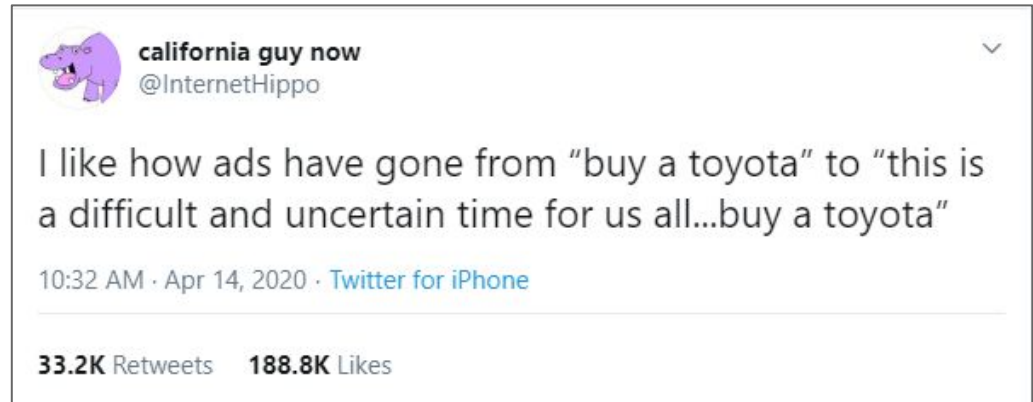 california guy now
@InternetHippo
I like how ads have gone from “buy a toyota” to “this is
a difficult and uncertain time for us all...buy a toyota”
10:32 AM · Apr 14, 2020 · Twitter for iPhone
33.2K Retweets 188.8K Likes